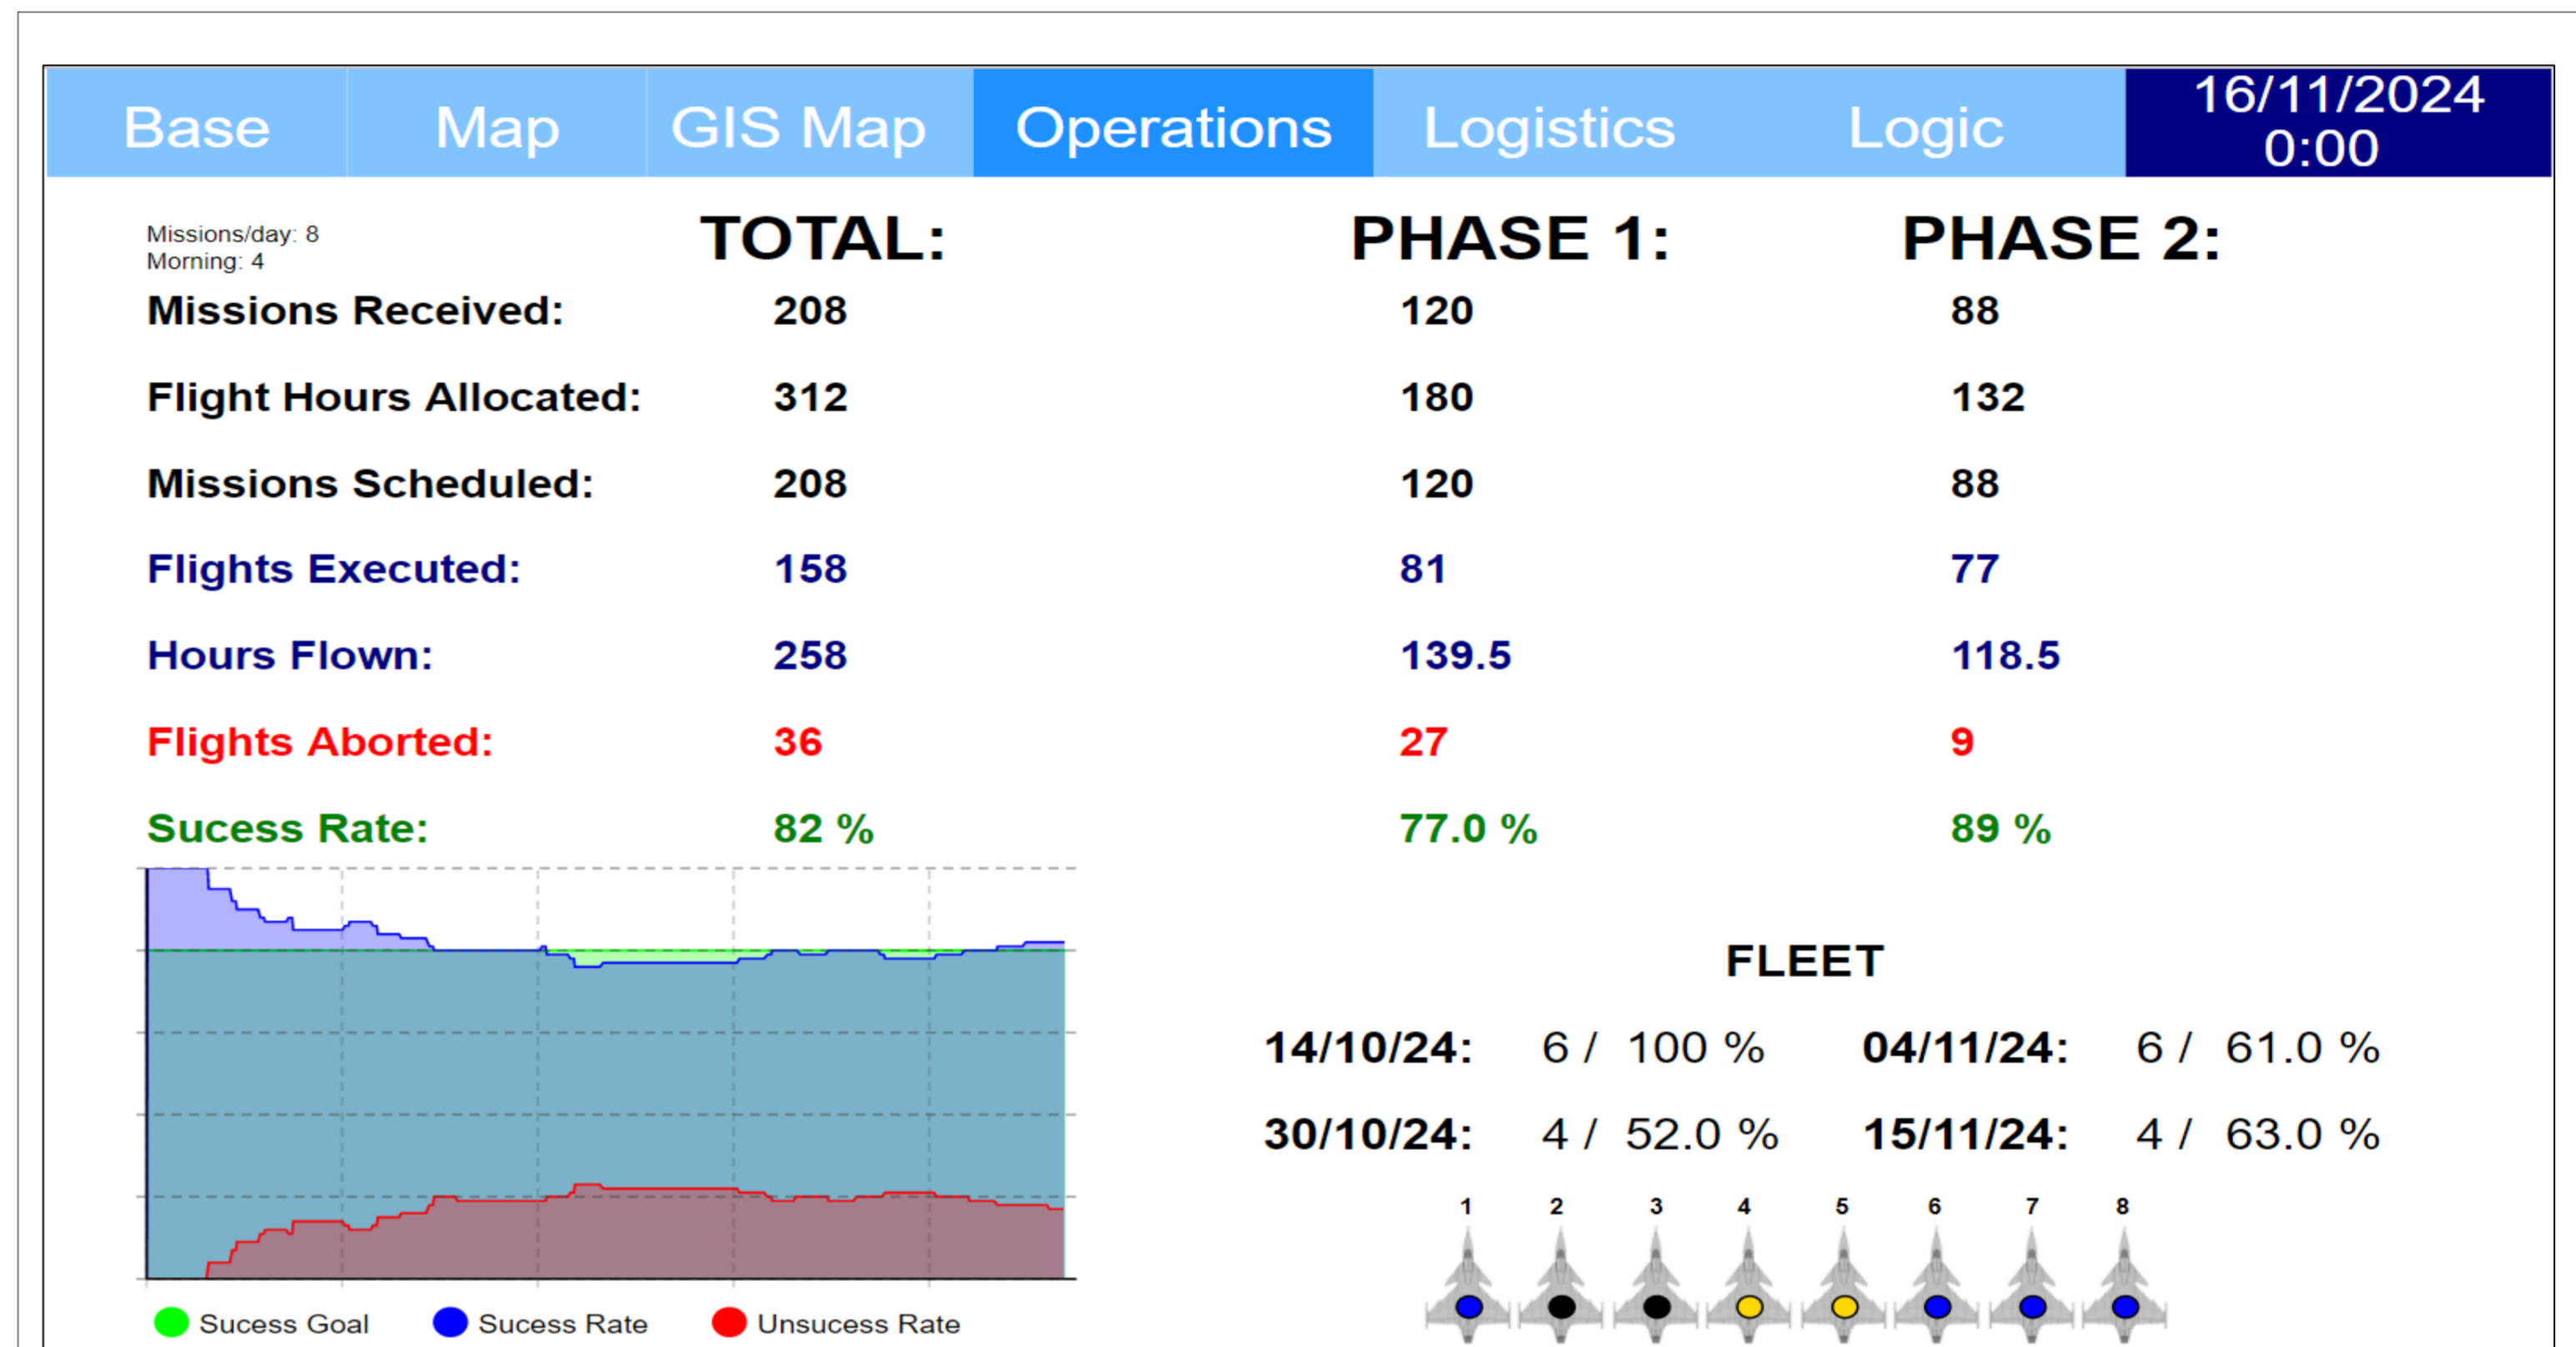 Base Map GIS Map Operations Logistics Logic 16/11/2024
0:00
Missions/day: 8
Morning: 4
TOTAL: PHASE 1: PHASE 2:
Missions Received: 208 120 88
Flight Hours Allocated: 312 180 132
Missions Scheduled: 208 120 88
Flights Executed: 158 81 77
Hours Flown: 258 139.5 118.5
Flights Aborted: 36 27 9
Sucess Rate: 82 % 77.0 % 89 %
Sucess Goal Sucess Rate Unsucess Rate
FLEET
14/10/24: 6 / 100 % 04/11/24: 6 / 61.0 %
30/10/24: 4 / 52.0 % 15/11/24: 4 / 63.0 %
1 2 3 4 5 6 7 8